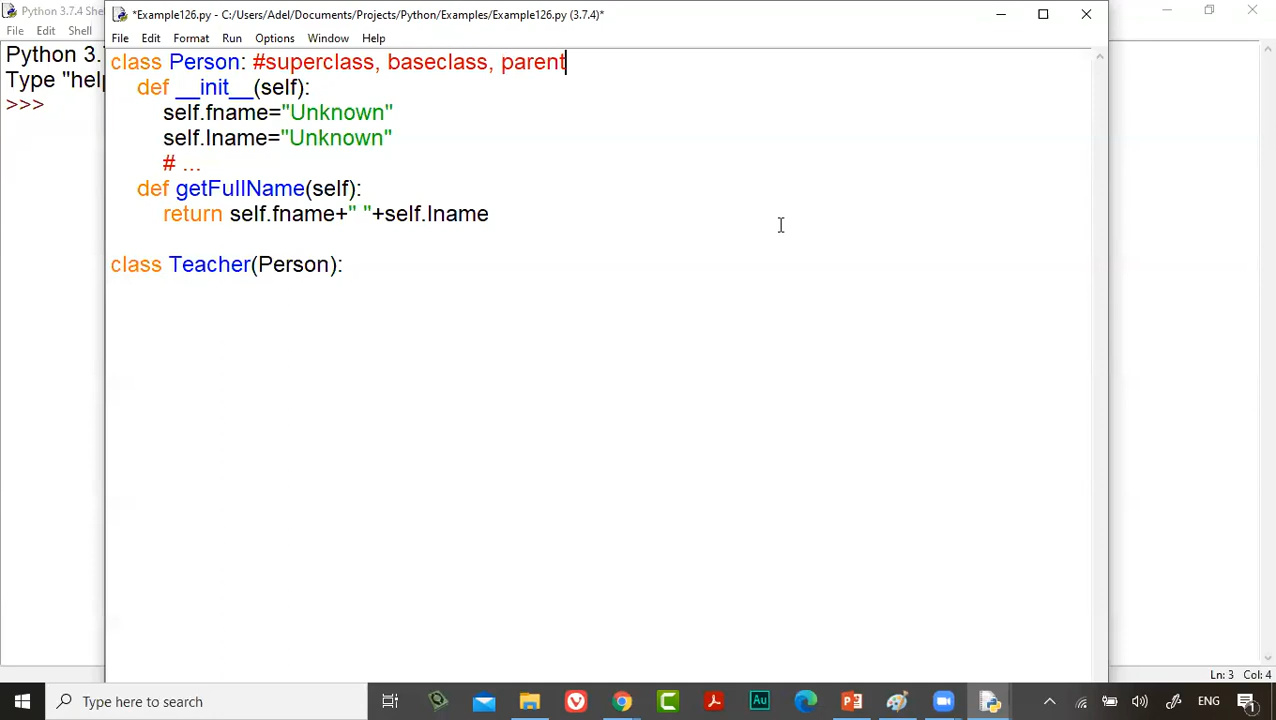 Python 3.7.4 She
*Example126.py - C:/Users/Adel/Documents/Projects/Python/Examples/Example126.py (3.7.4)*
File Edit Shell
File Edit Format Run Options Window Help
Python 3.
Type "help
>>>
class Person: #superclass, baseclass, parent
def __init__(self):
self.fname="Unknown"
self.lname="Unknown"
# ...
def getFullName(self):
return self.fname+" "+self.lname
class Teacher(Person):
Ln: 3 Col: 4
Type here to search
Au
ENG
1